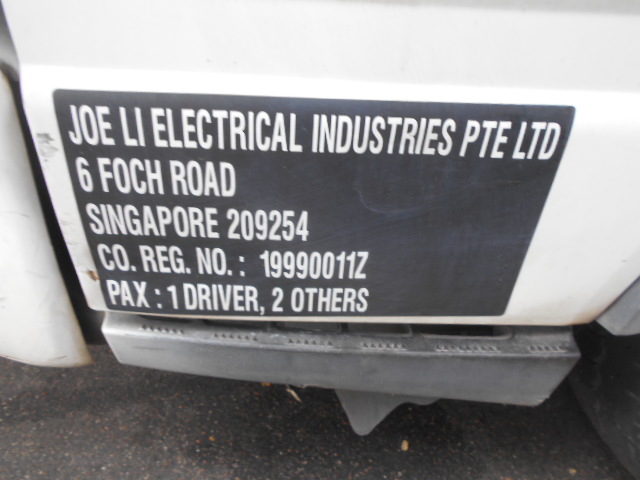 JOE LI ELECTRICAL INDUSTRIES PTE LTD
6 FOCH ROAD
SINGAPORE 209254
CO. REG. NO. : 19990011Z
PAX : 1 DRIVER, 2 OTHERS